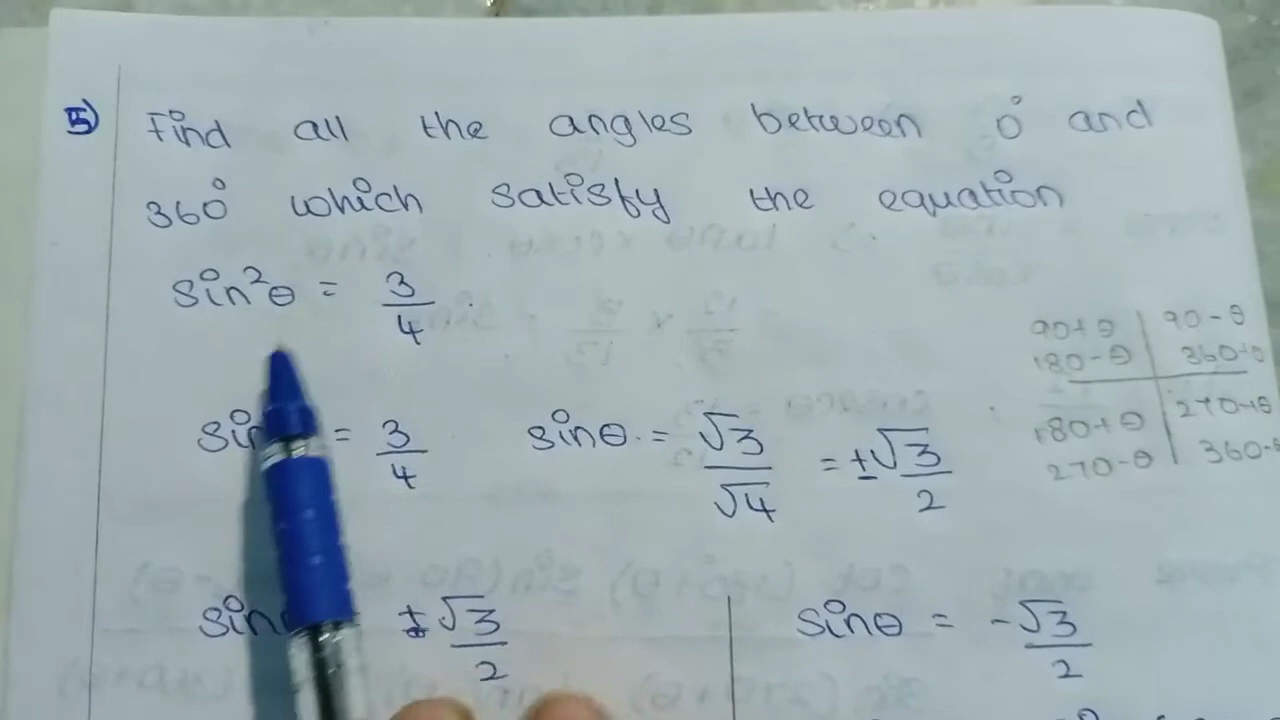 5) Find all the angles between 0° and
360° which satisfy the equation
sin²θ = 3/4
90+θ | 90-θ
180-θ | 360+θ
180+θ | 270+θ
270-θ | 360-
= 3/4 sinθ = √3/√4 = ±√3/2
±√3/2 sinθ = -√3/2